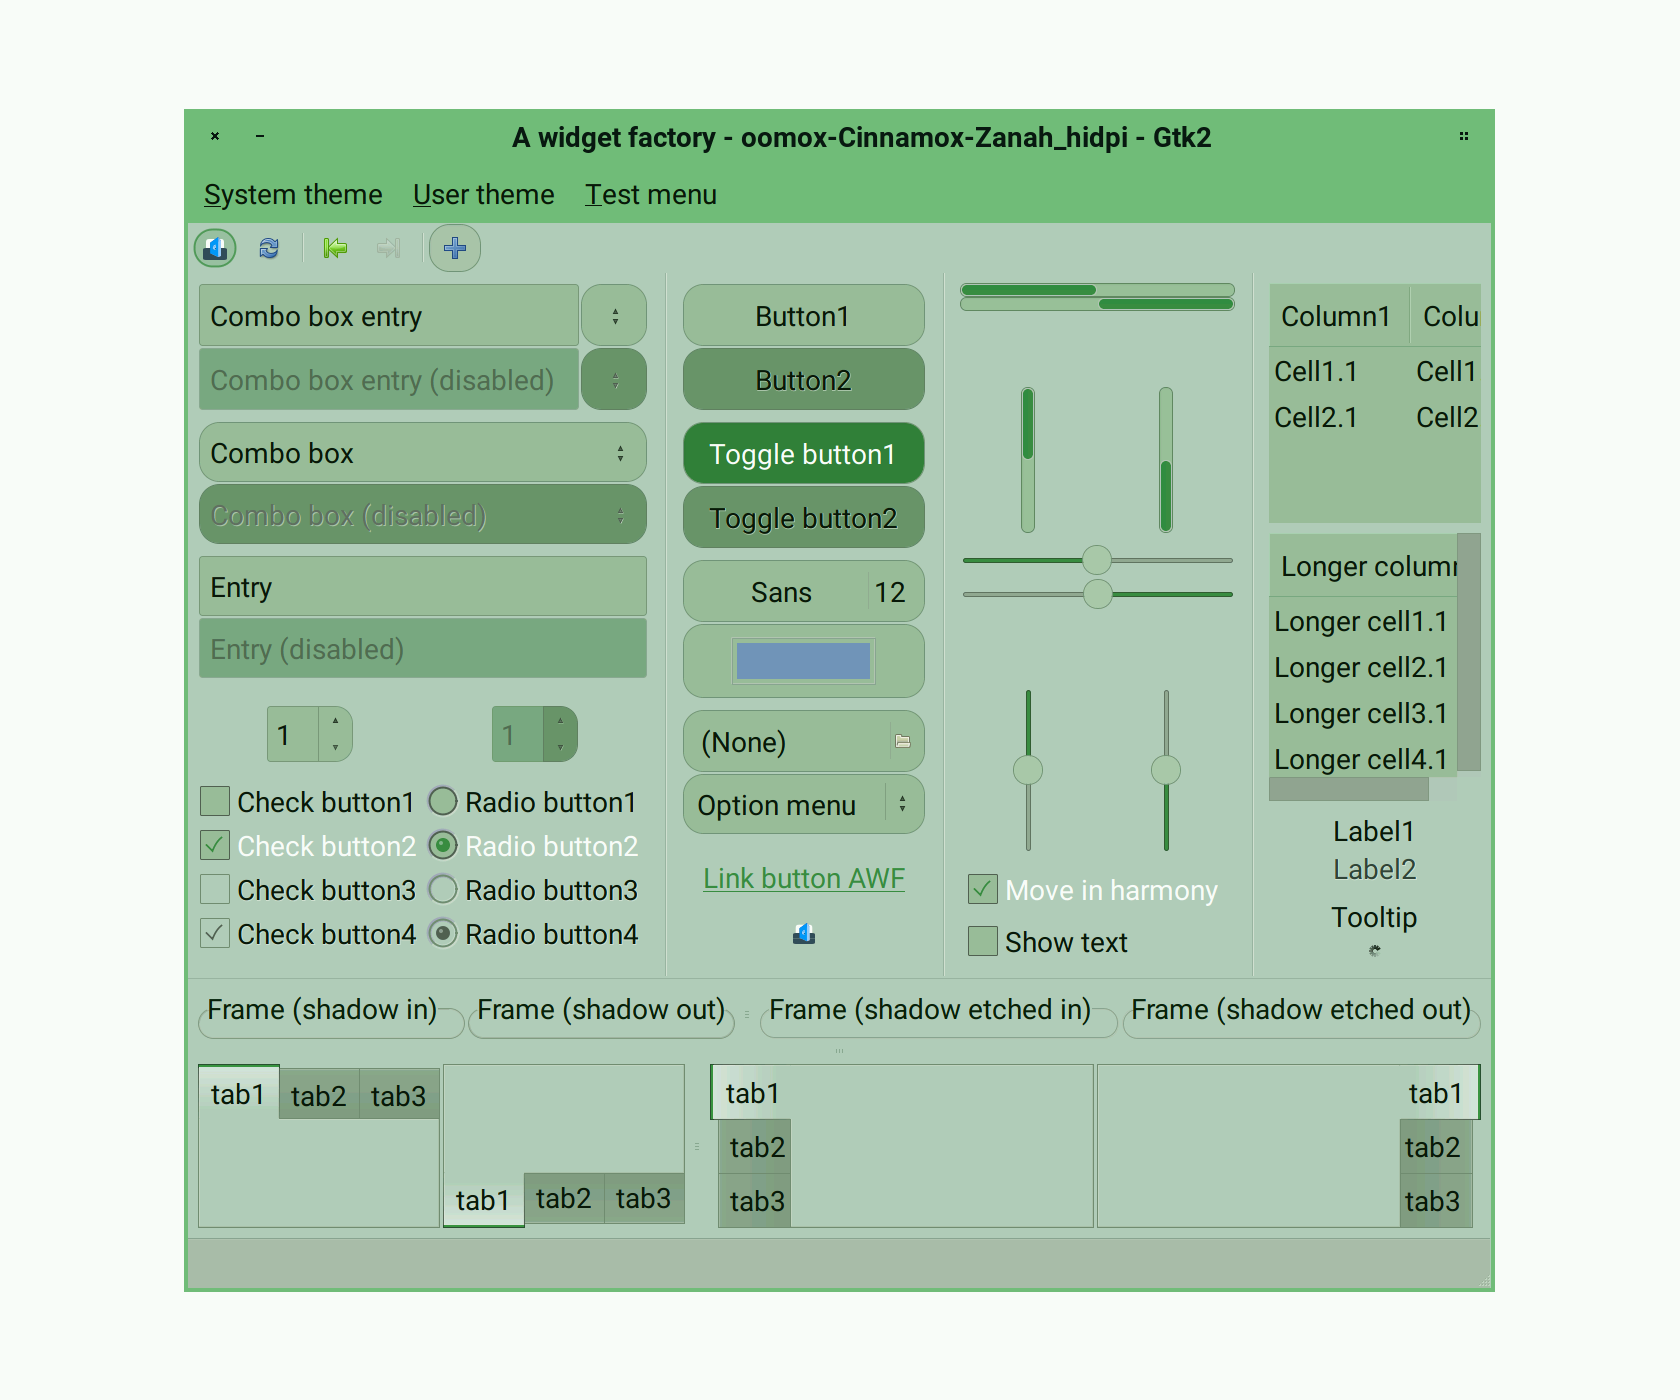 A widget factory - oomox-Cinnamox-Zanah_hidpi - Gtk2
System theme User theme Test menu
Combo box entry
Combo box entry (disabled)
Combo box
Combo box (disabled)
Entry
Entry (disabled)
1 1
Check button1 Radio button1
Check button2 Radio button2
Check button3 Radio button3
Check button4 Radio button4
Button1
Button2
Toggle button1
Toggle button2
Sans 12
(None)
Option menu
Link button AWF
Move in harmony
Show text
Column1 Colu
Cell1.1 Cell1
Cell2.1 Cell2
Longer colum
Longer cell1.1
Longer cell2.1
Longer cell3.1
Longer cell4.1
Label1
Label2
Tooltip
Frame (shadow in) Frame (shadow out) Frame (shadow etched in) Frame (shadow etched out)
tab1 tab2 tab3
tab1 tab2 tab3
tab1
tab2
tab3
tab1
tab2
tab3